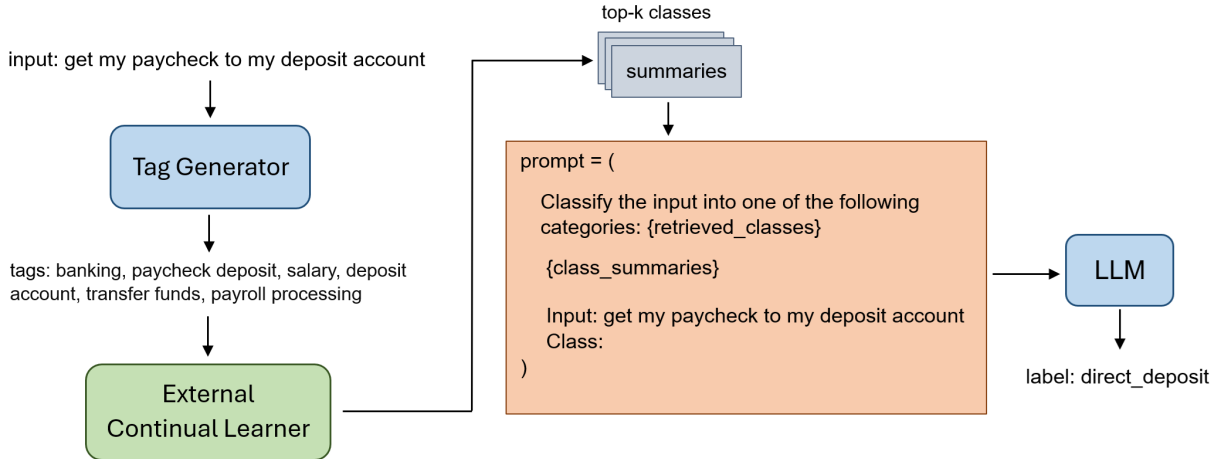 input: get my paycheck to my deposit account
Tag Generator
tags: banking, paycheck deposit, salary, deposit
account, transfer funds, payroll processing
External
Continual Learner
top-k classes
summaries
prompt = (
Classify the input into one of the following
categories: {retrieved_classes}
{class_summaries}
Input: get my paycheck to my deposit account
Class:
)
LLM
label: direct_deposit